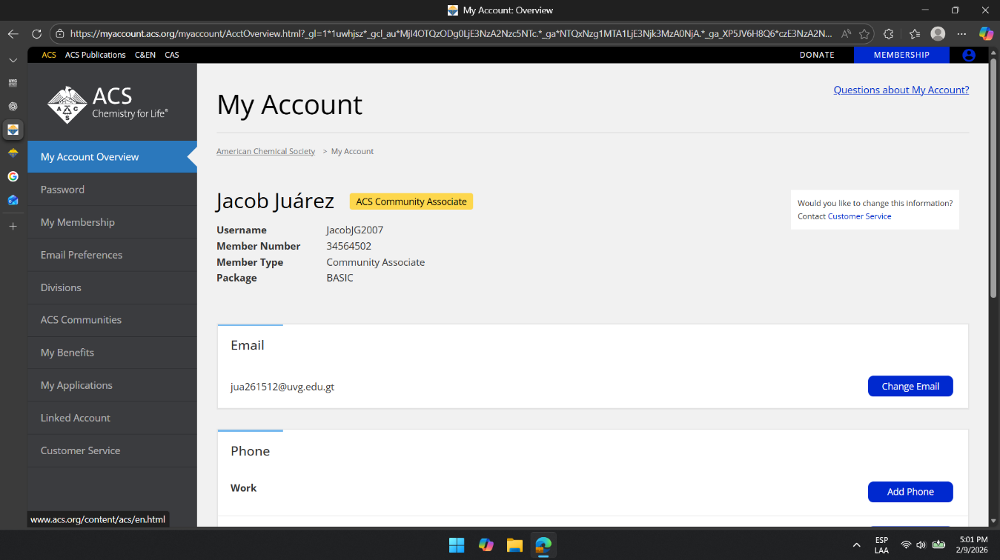 My Account: Overview
https://myaccount.acs.org/myaccount/AcctOverview.html?_gl=1*1uwhjsz*_gcl_au*MjI4OTQzODg0LjE3NzA2Nzc5NTc.*_ga*NTQxNzg1MTA1LjE3Njk3MzA0NjA.*_ga_XP5JV6H8Q6*czE3NzA2N...
ACS ACS Publications C&EN CAS DONATE MEMBERSHIP
UVG
ACS
Chemistry for Life®
A C S
My Account Overview
Password
My Membership
Email Preferences
Divisions
ACS Communities
My Benefits
My Applications
Linked Account
Customer Service
Questions about My Account?
My Account
American Chemical Society > My Account
Jacob Juárez ACS Community Associate
Would you like to change this information?
Contact Customer Service
Username JacobJG2007
Member Number 34564502
Member Type Community Associate
Package BASIC
Email
jua261512@uvg.edu.gt Change Email
Phone
Work Add Phone
www.acs.org/content/acs/en.html
ESP
LAA
5:01 PM
2/9/2026